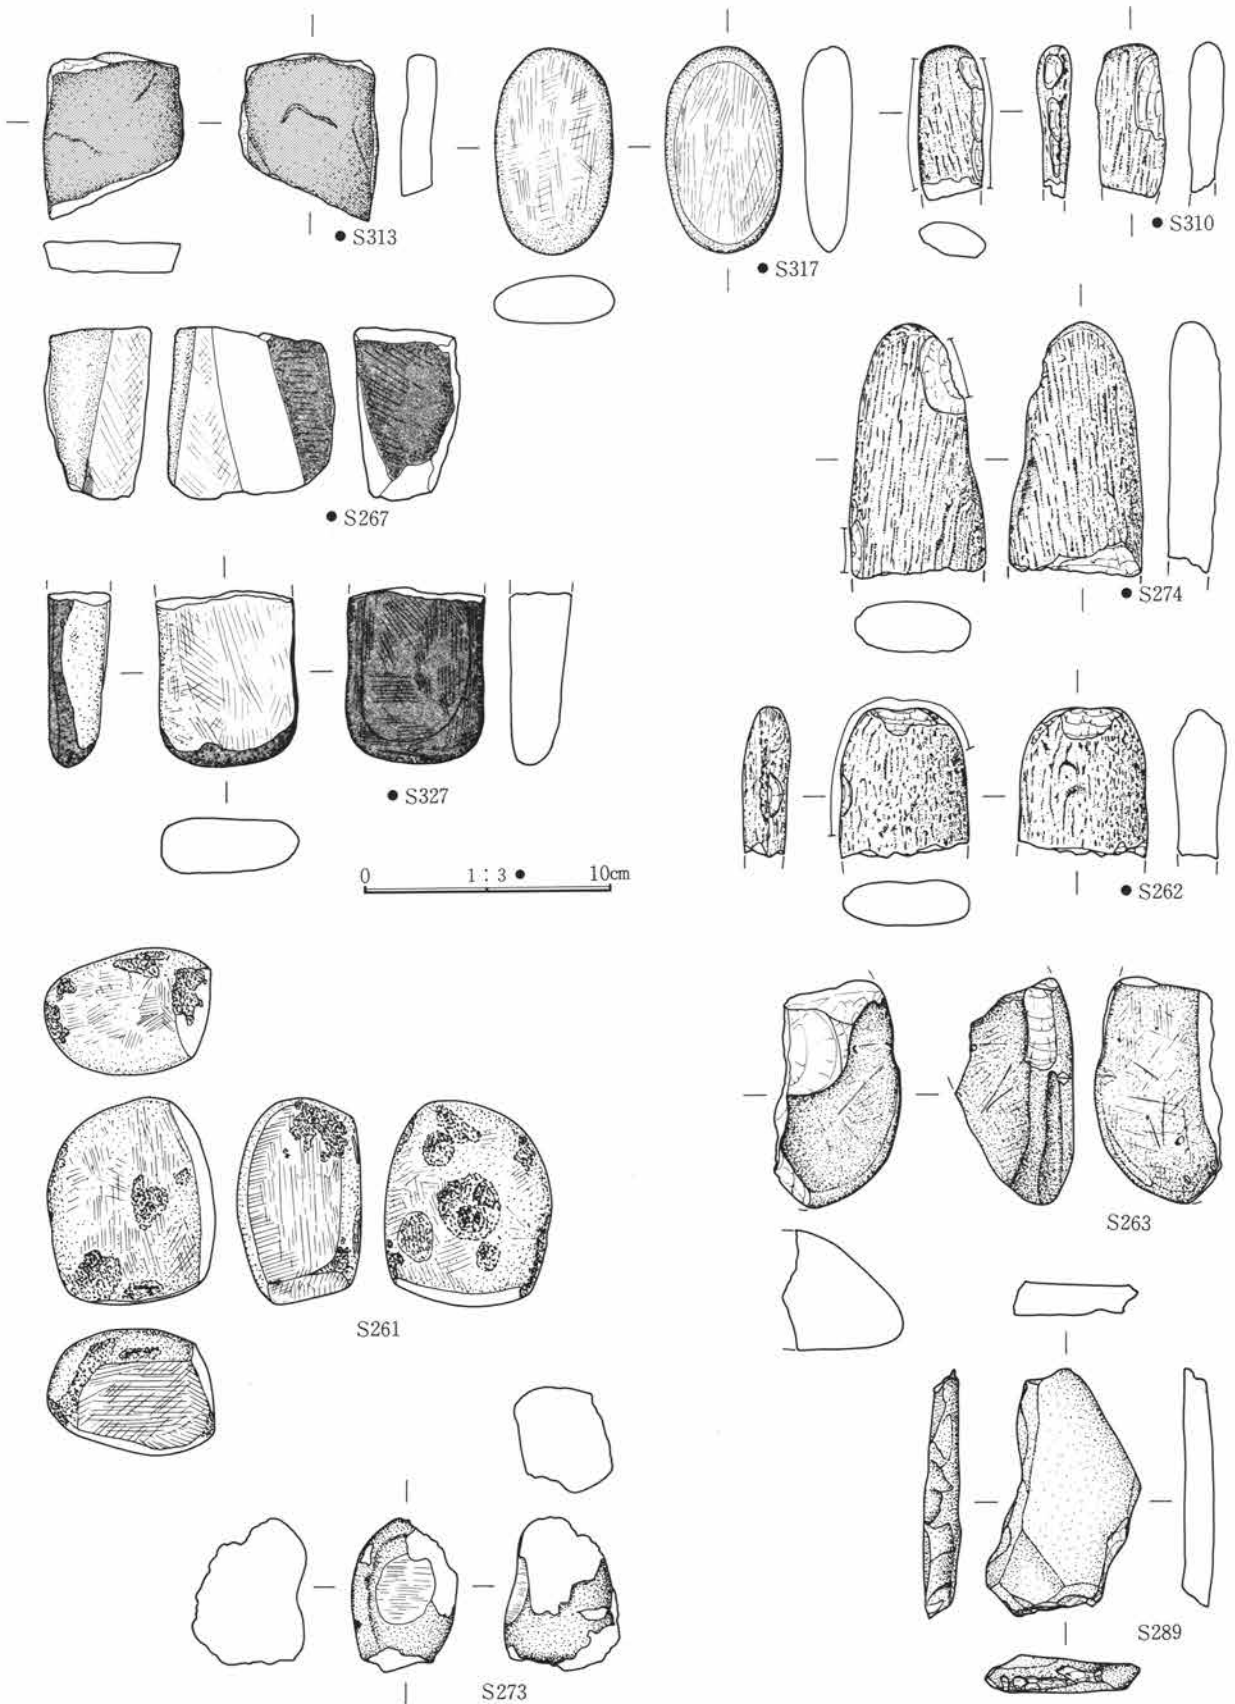 ● S313
● S317
● S310
● S267
● S274
● S327
● S262
0 1 : 3 ● 10cm
S263
S261
S289
S273